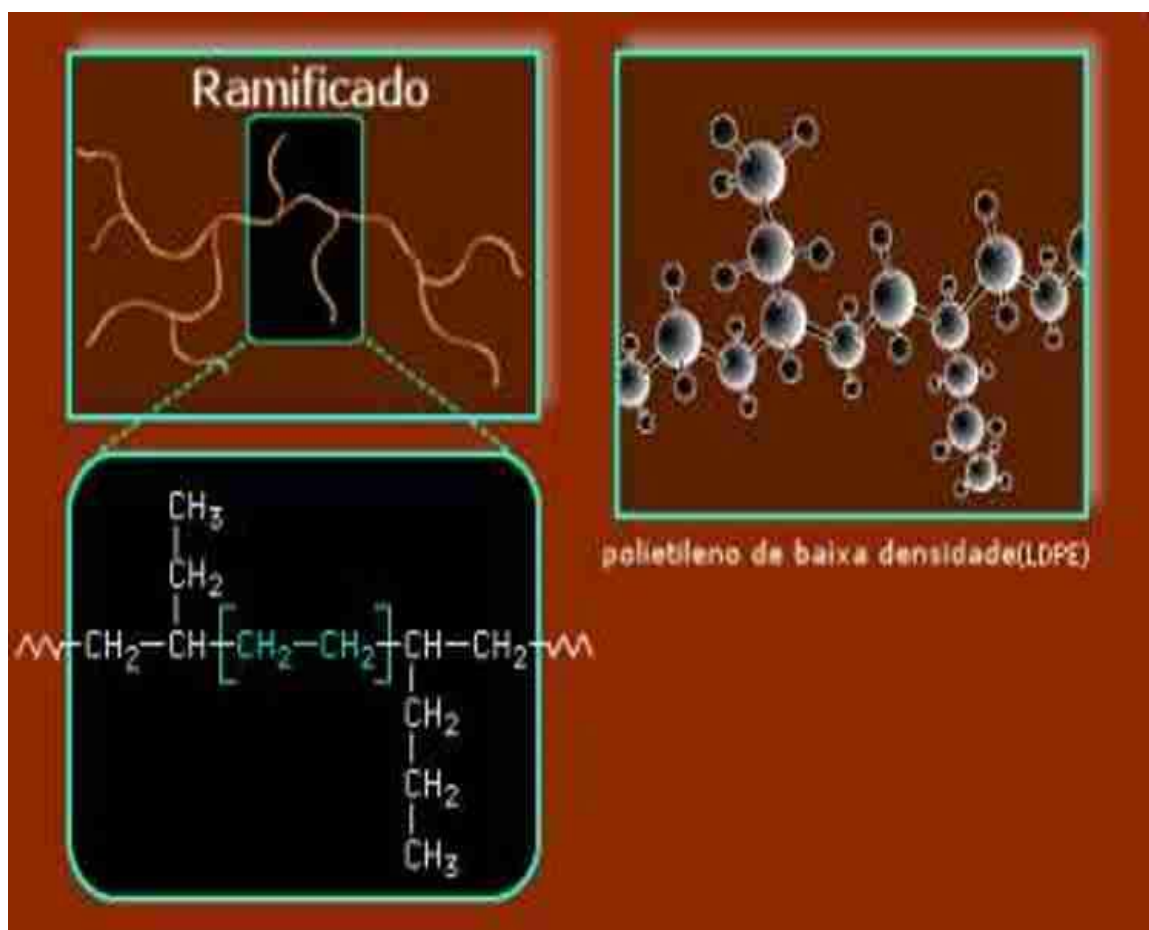 Ramificado
polietileno de baixa densidade(LDPE)
CH₃
CH₂
CH₂—CH—[CH₂—CH₂]—CH—CH₂
CH₂
CH₂
CH₃